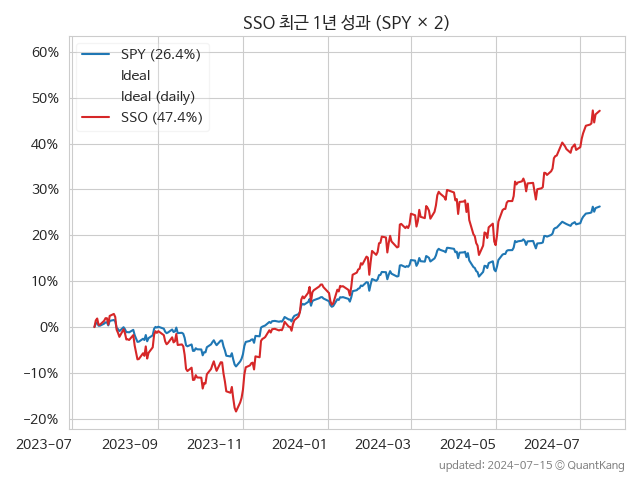 SSO 최근 1년 성과 (SPY × 2)
60%
50%
40%
30%
20%
10%
0%
−10%
−20%
SPY (26.4%)
Ideal
Ideal (daily)
SSO (47.4%)
2023−07
2023−09
2023−11
2024−01
2024−03
2024−05
2024−07
updated: 2024−07−15 © QuantKang